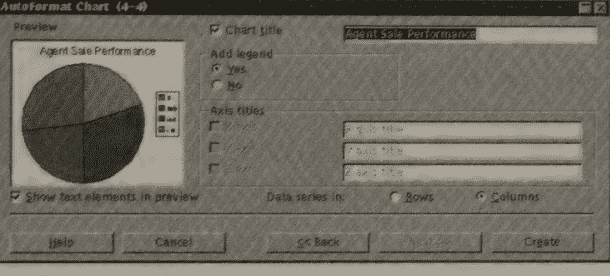 AutoFormat Chart (4-4)
Preview
Agent Sale Performance
Chart title
Agent Sale Performance
Add legend
Yes
No
Axis titles
X axis title
Y axis title
Z axis title
Show text elements in preview
Data series in:
Rows
Columns
Help
Cancel
<< Back
Create